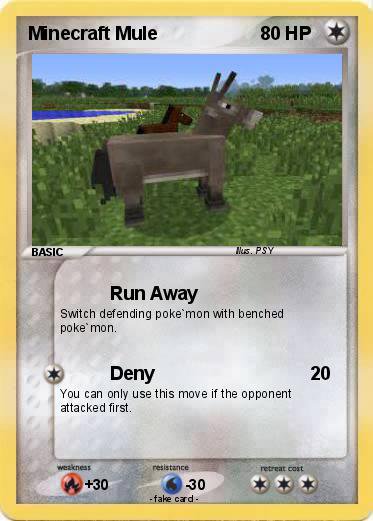 Minecraft Mule 80 HP
BASIC Illus. PSY
Run Away
Switch defending poke`mon with benched
poke`mon.
Deny 20
You can only use this move if the opponent
attacked first.
weakness resistance retreat cost
+30 -30
- fake card -